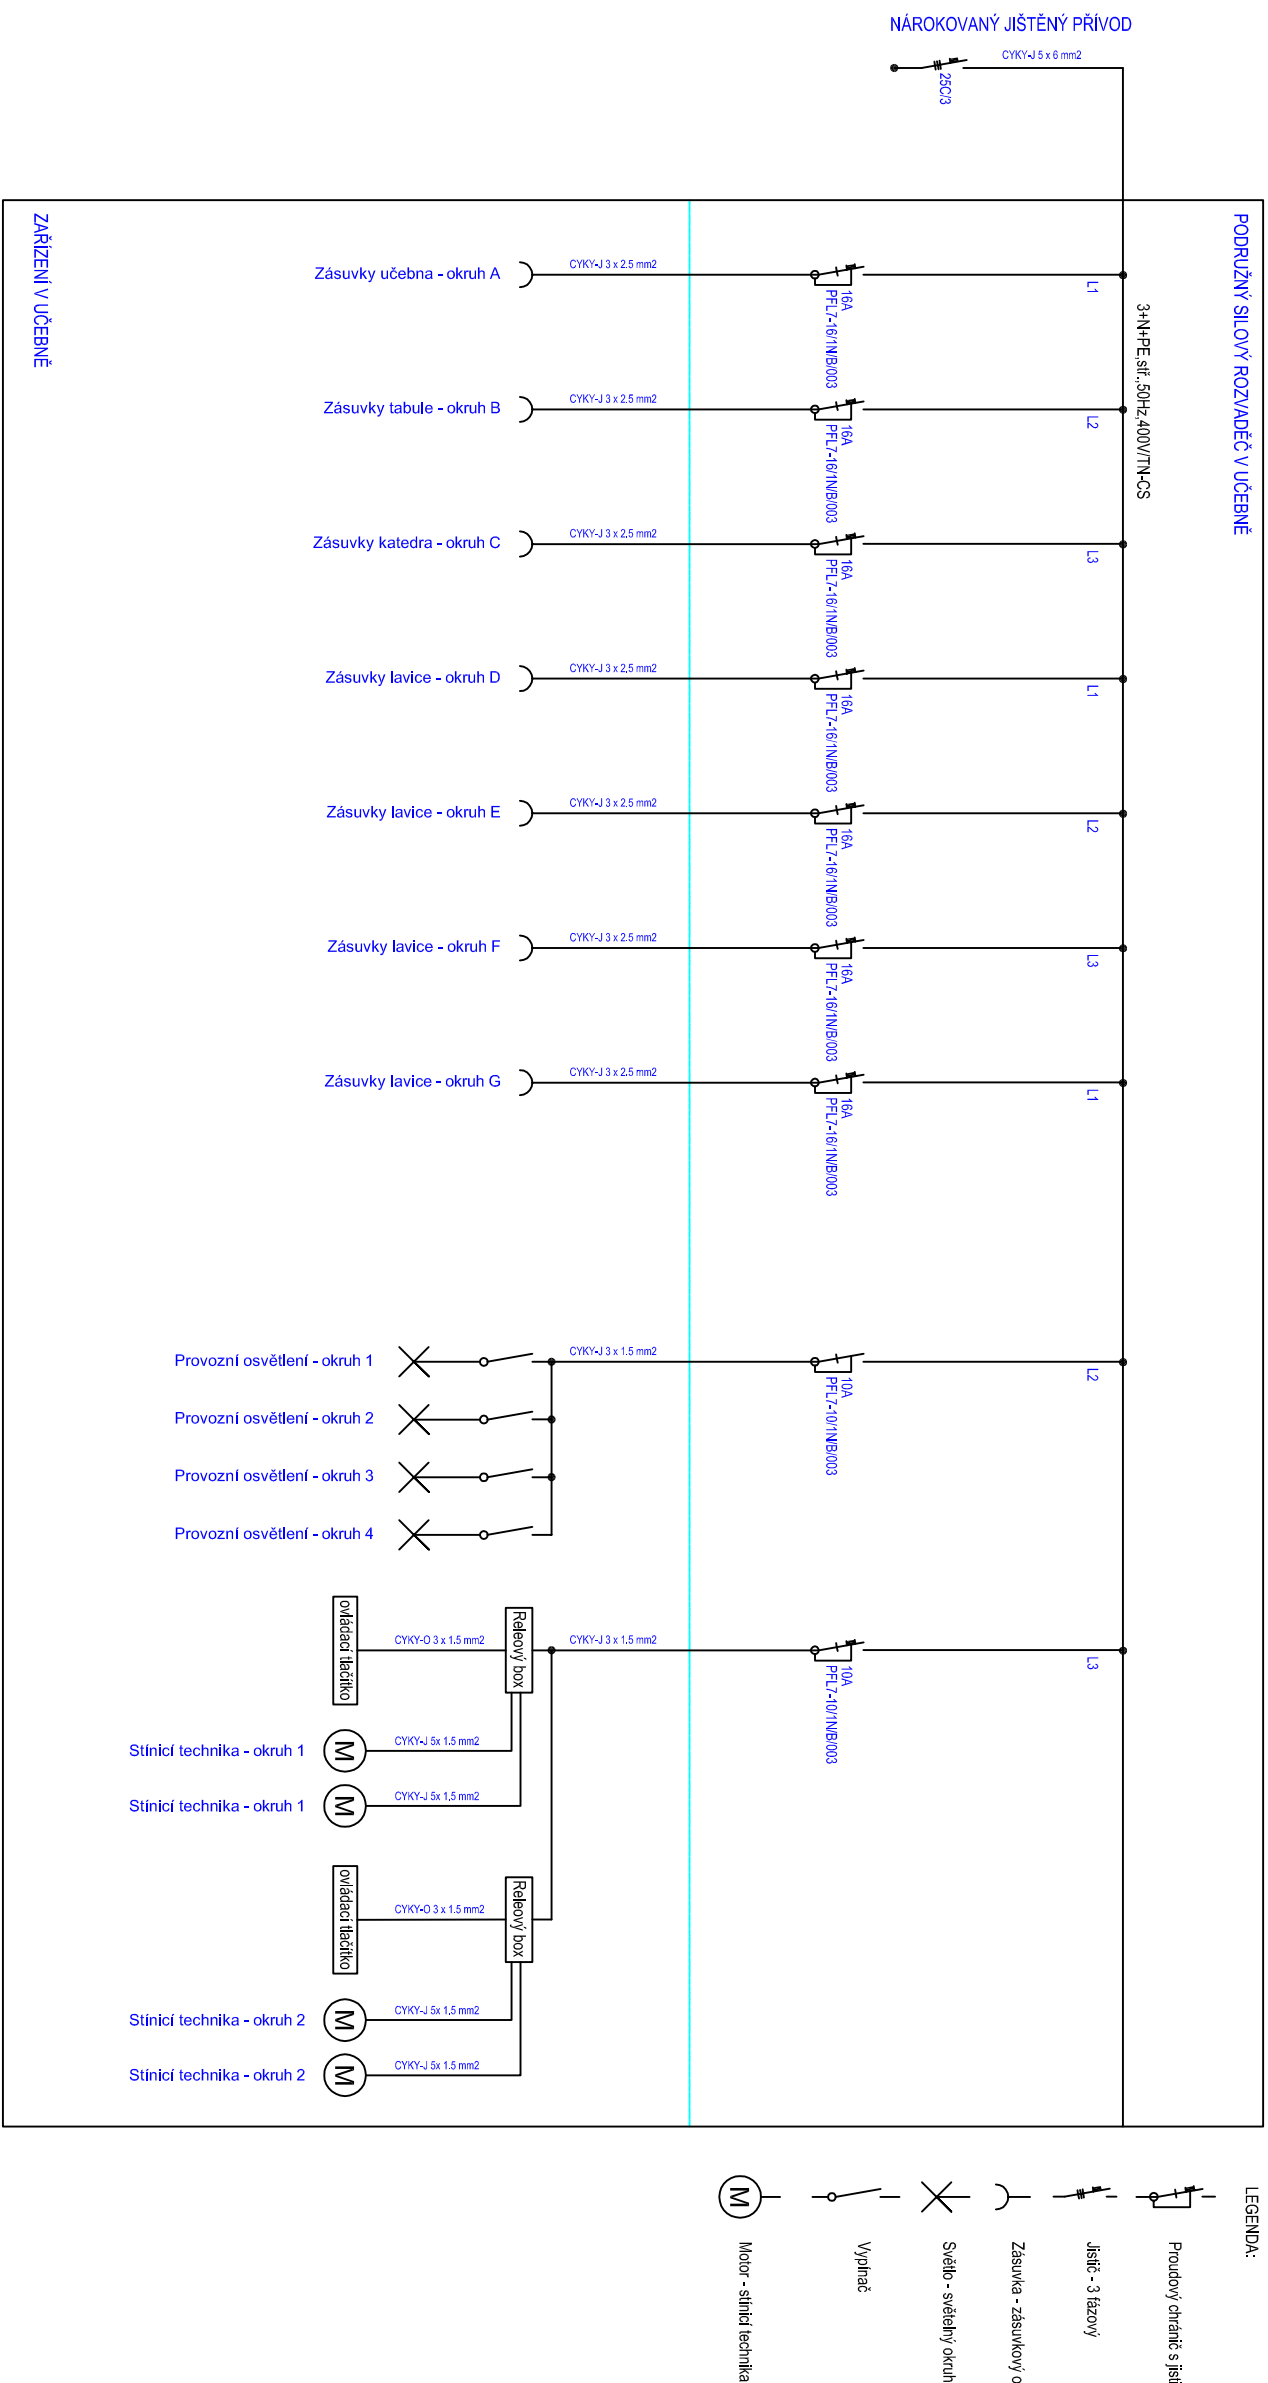 NÁROKOVANÝ JIŠTĚNÝ PŘÍVOD
CYKY-J 5 x 6 mm2
25C/3
PODRUŽNÝ SILOVÝ ROZVADĚČ V UČEBNĚ
ZAŘÍZENÍ V UČEBNĚ
3+N+PE,stř.,50Hz,400V/TN-CS
Zásuvky učebna - okruh A
CYKY-J 3 x 2.5 mm2
16A
PFL7-16/1N/B/003
L1
Zásuvky tabule - okruh B
CYKY-J 3 x 2.5 mm2
16A
PFL7-16/1N/B/003
L2
Zásuvky katedra - okruh C
CYKY-J 3 x 2.5 mm2
16A
PFL7-16/1N/B/003
L3
Zásuvky lavice - okruh D
CYKY-J 3 x 2.5 mm2
16A
PFL7-16/1N/B/003
L1
Zásuvky lavice - okruh E
CYKY-J 3 x 2.5 mm2
16A
PFL7-16/1N/B/003
L2
Zásuvky lavice - okruh F
CYKY-J 3 x 2.5 mm2
16A
PFL7-16/1N/B/003
L3
Zásuvky lavice - okruh G
CYKY-J 3 x 2.5 mm2
16A
PFL7-16/1N/B/003
L1
Provozní osvětlení - okruh 1
CYKY-J 3 x 1.5 mm2
10A
PFL7-10/1N/B/003
L2
Provozní osvětlení - okruh 2
Provozní osvětlení - okruh 3
Provozní osvětlení - okruh 4
ovládací tlačítko
CYKY-O 3 x 1.5 mm2
Releový box
CYKY-J 3 x 1.5 mm2
10A
PFL7-10/1N/B/003
L3
Stínicí technika - okruh 1
M
CYKY-J 5x 1.5 mm2
Stínicí technika - okruh 1
M
CYKY-J 5x 1.5 mm2
ovládací tlačítko
CYKY-O 3 x 1.5 mm2
Releový box
Stínicí technika - okruh 2
M
CYKY-J 5x 1.5 mm2
Stínicí technika - okruh 2
M
CYKY-J 5x 1.5 mm2
LEGENDA:
Proudový chránič s jisti
Jistič - 3 fázový
Zásuvka - zásuvkový o
Světlo - světelný okruh
Vypínač
M
Motor - stínicí technika